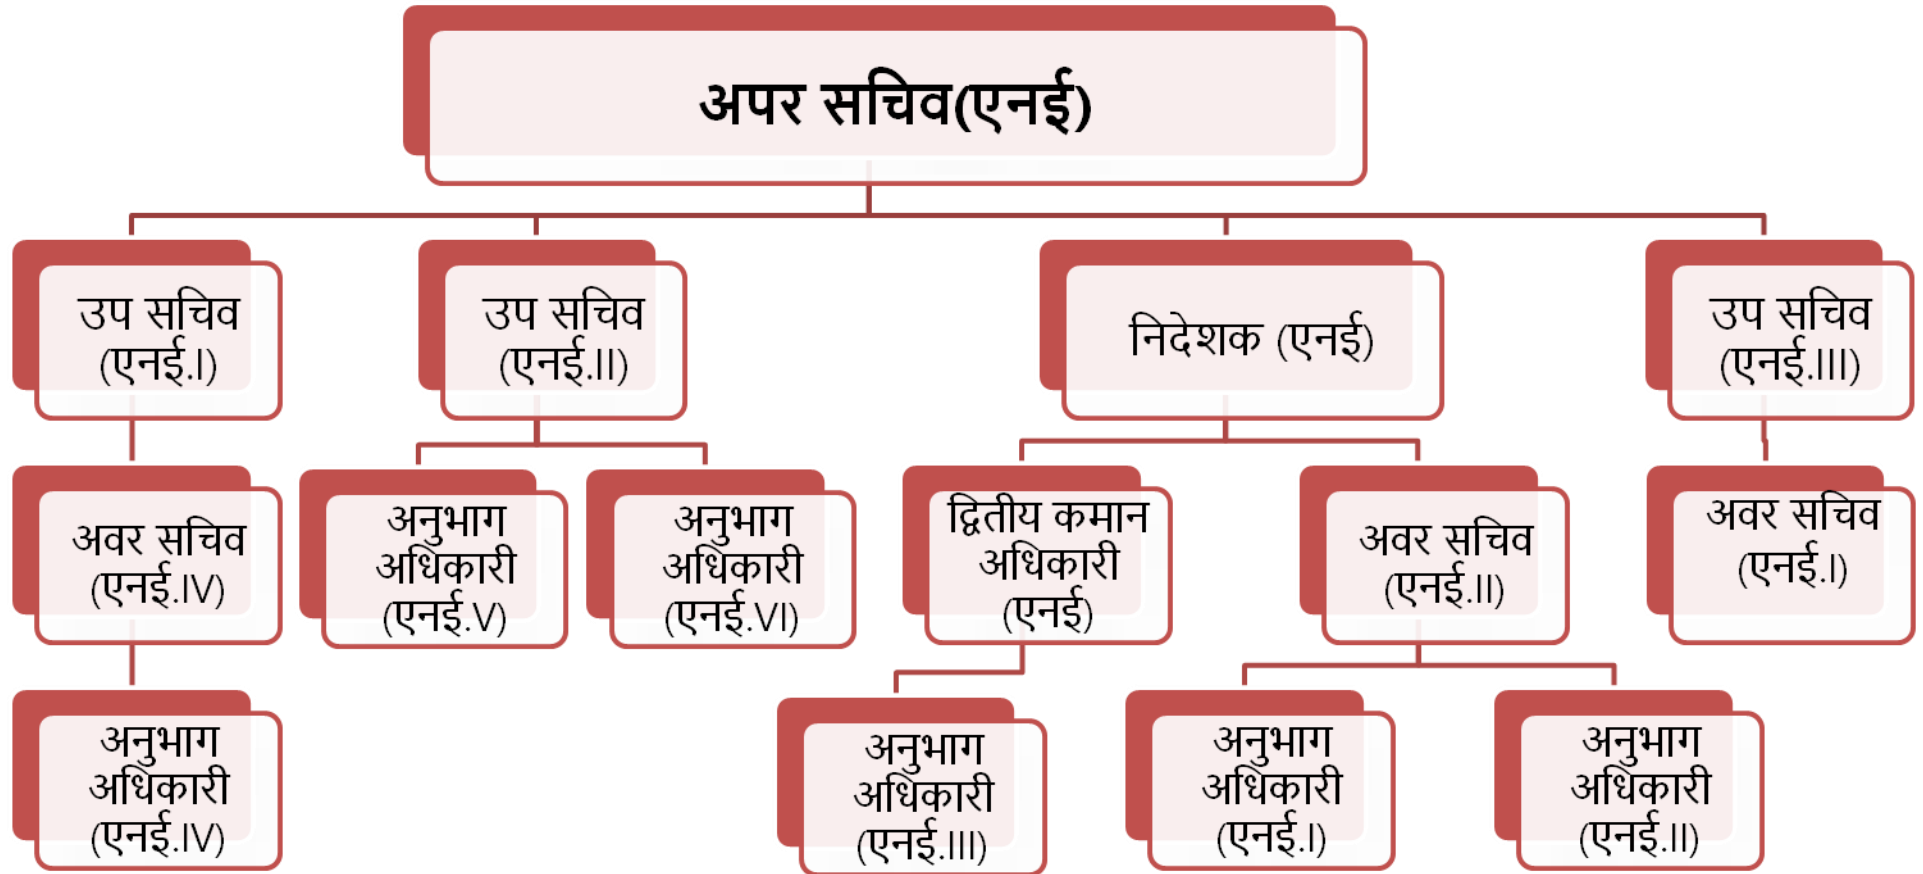 अपर सचिव(एनई)
उप सचिव
(एनई.I)
उप सचिव
(एनई.II)
निदेशक (एनई)
उप सचिव
(एनई.III)
अवर सचिव
(एनई.IV)
अनुभाग
अधिकारी
(एनई.V)
अनुभाग
अधिकारी
(एनई.VI)
द्वितीय कमान
अधिकारी
(एनई)
अवर सचिव
(एनई.II)
अवर सचिव
(एनई.I)
अनुभाग
अधिकारी
(एनई.IV)
अनुभाग
अधिकारी
(एनई.III)
अनुभाग
अधिकारी
(एनई.I)
अनुभाग
अधिकारी
(एनई.II)